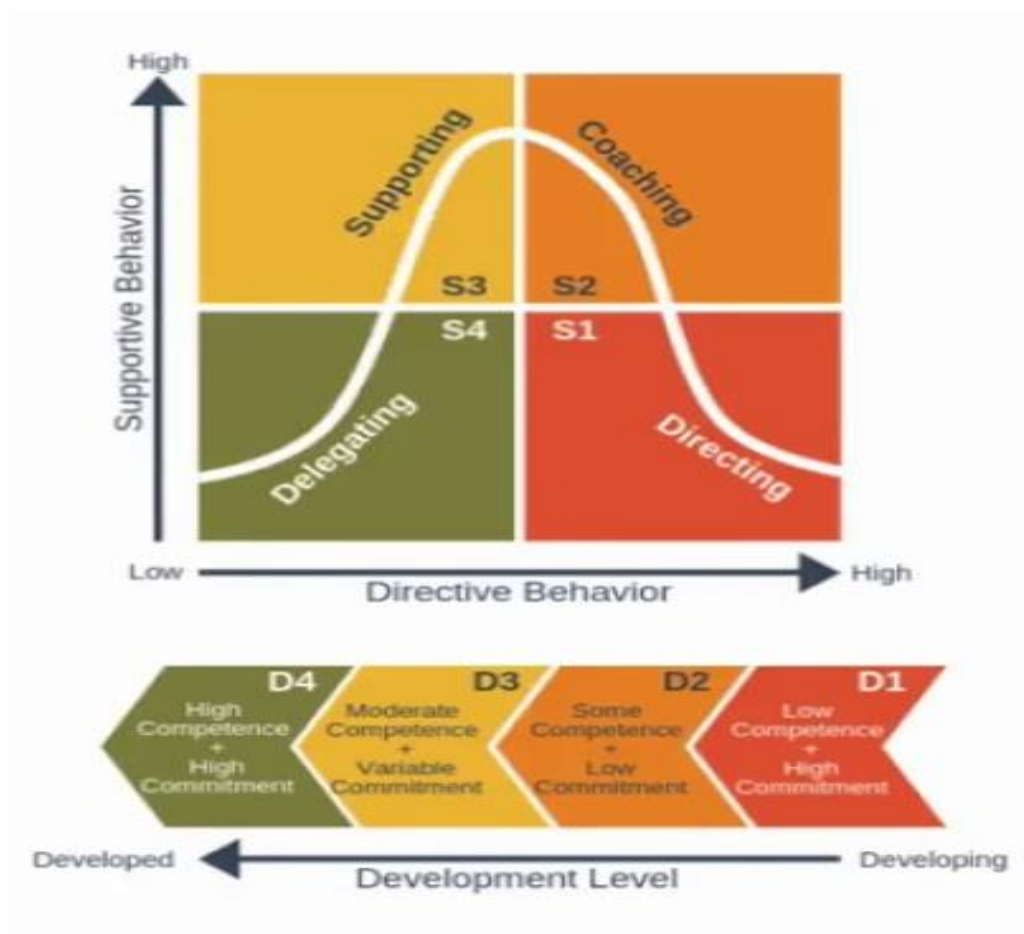 High
Supportive Behavior
Supporting
Coaching
S3
S2
S4
S1
Delegating
Directing
Low
High
Directive Behavior
D4
High
Competence
+
High
Commitment
D3
Moderate
Competence
+
Variable
Commitment
D2
Some
Competence
+
Low
Commitment
D1
Low
Competence
+
High
Commitment
Developed
Developing
Development Level